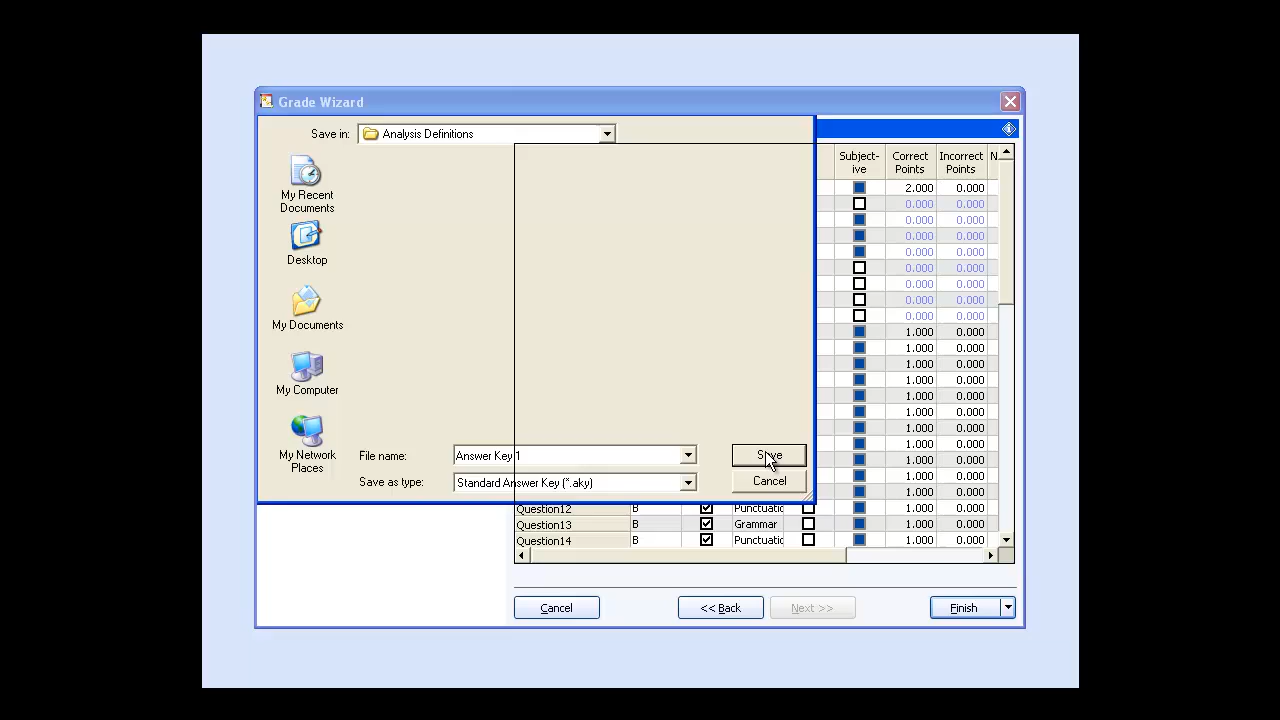 Grade Wizard
Save in: Analysis Definitions
My Recent
Documents
Desktop
My Documents
My Computer
My Network
Places
File name: Answer Key 1
Save as type: Standard Answer Key (*.aky)
Save
Cancel
Subject-
ive
Correct
Points
Incorrect
Points
N
2.000 0.000
0.000 0.000
0.000 0.000
0.000 0.000
0.000 0.000
0.000 0.000
0.000 0.000
0.000 0.000
0.000 0.000
1.000 0.000
1.000 0.000
1.000 0.000
1.000 0.000
1.000 0.000
1.000 0.000
1.000 0.000
1.000 0.000
1.000 0.000
1.000 0.000
1.000 0.000
Question12 B Punctuatic 1.000 0.000
Question13 B Grammar 1.000 0.000
Question14 B Punctuatic 1.000 0.000
Cancel << Back Next >> Finish